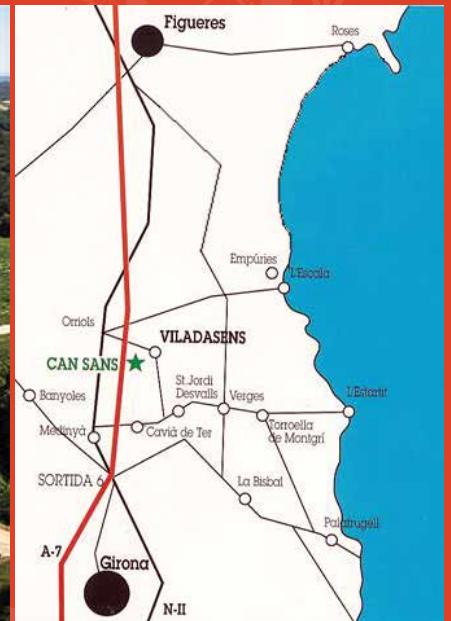 Figueres
Roses
Empúries
L'Escala
Orriols
VILADASENS
CAN SANS
St. Jordi
Desvalls
Verges
L'Estartit
Banyoles
Torroella
de Montgrí
Medinyà
Cavià de Ter
SORTIDA 6
La Bisbal
Palafrugell
A-7
Girona
N-II